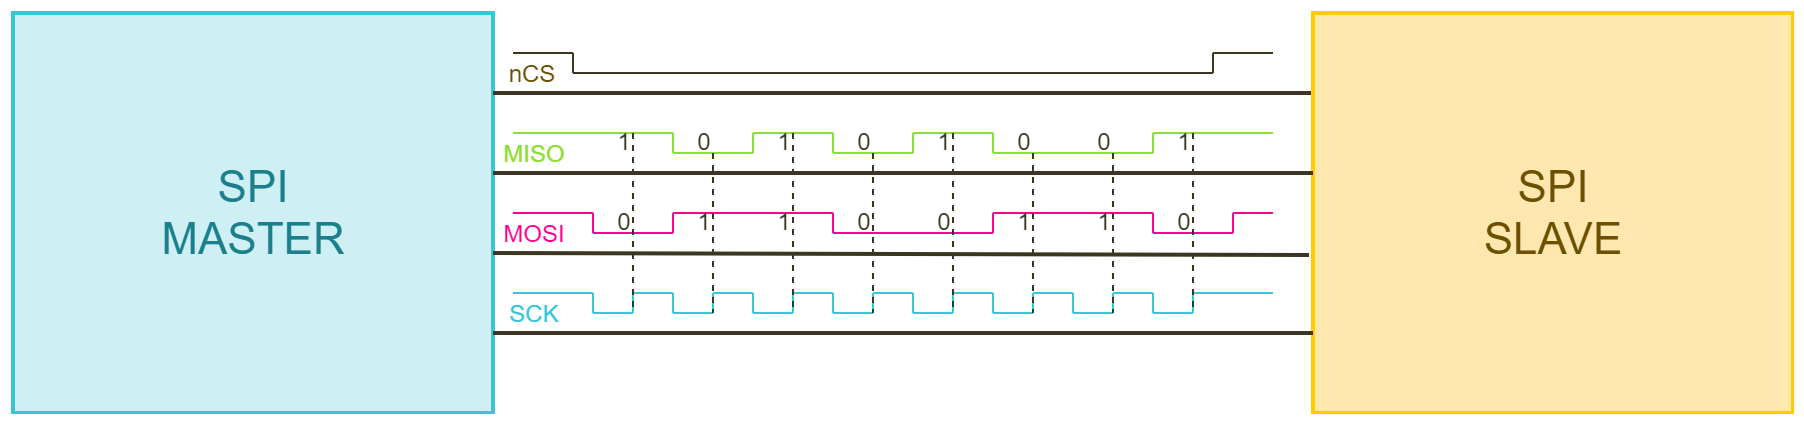 SPI
MASTER
nCS
MISO
1 0 1 0 1 0 0 1
MOSI
0 1 1 0 0 1 1 0
SCK
SPI
SLAVE